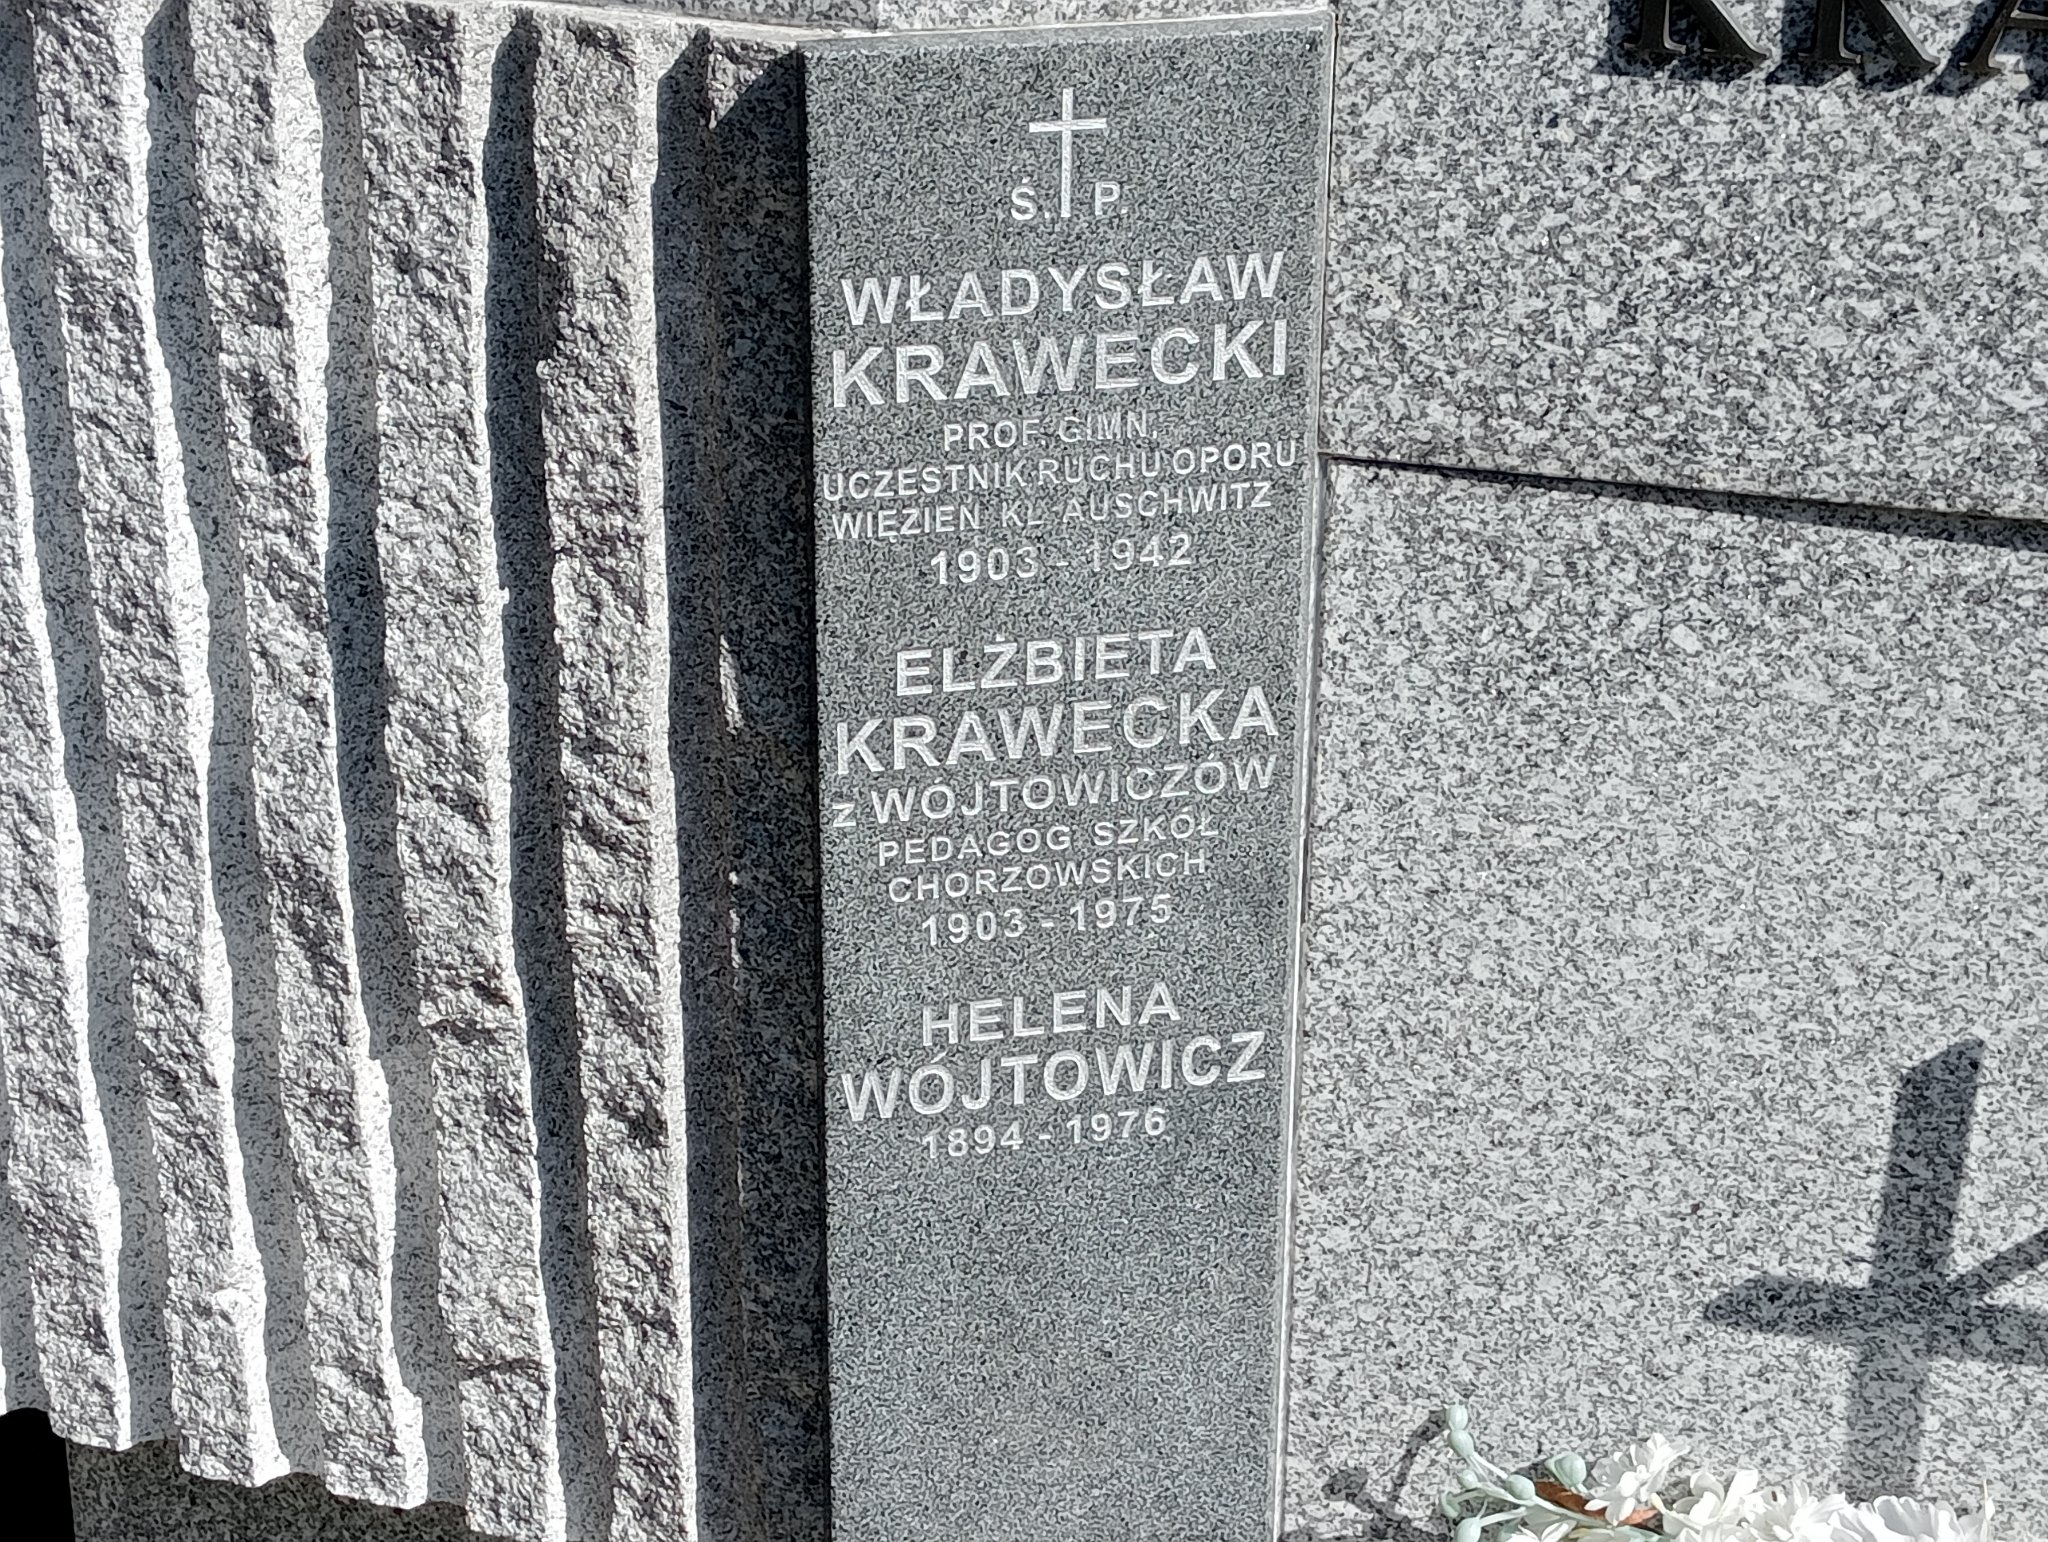 KRA
Ś. P.
WŁADYSŁAW
KRAWECKI
PROF. GIMN.
UCZESTNIK RUCHU OPORU
WIĘZIEŃ KL AUSCHWITZ
1903 - 1942
ELŻBIETA
KRAWECKA
z WÓJTOWICZÓW
PEDAGOG SZKÓŁ
CHORZOWSKICH
1903 - 1975
HELENA
WÓJTOWICZ
1894 - 1976